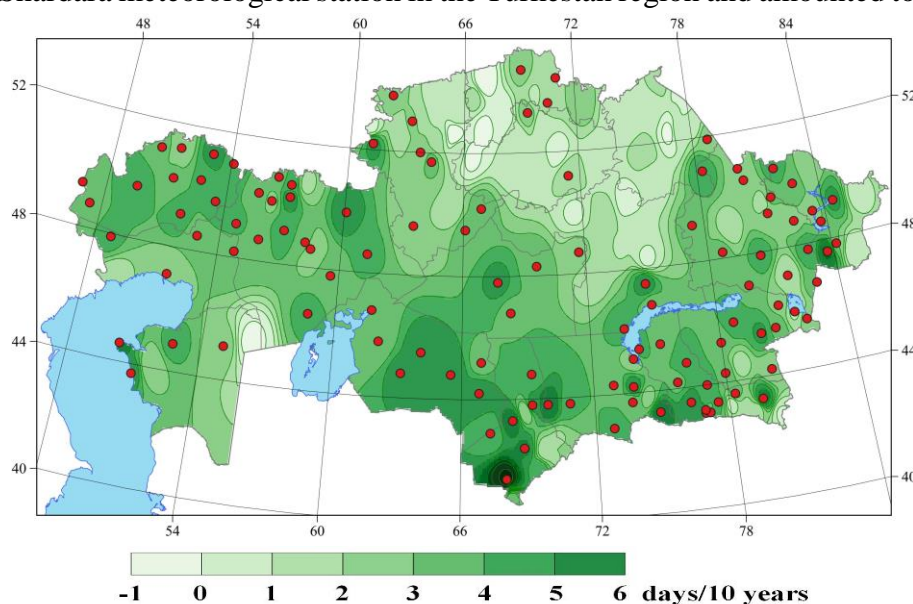 Shardara meteorological station in the Turkestan region and amounted to
48 54 60 66 72 78 84
52 52
48 48
44 44
40 40
54 60 66 72 78
-1 0 1 2 3 4 5 6 days/10 years